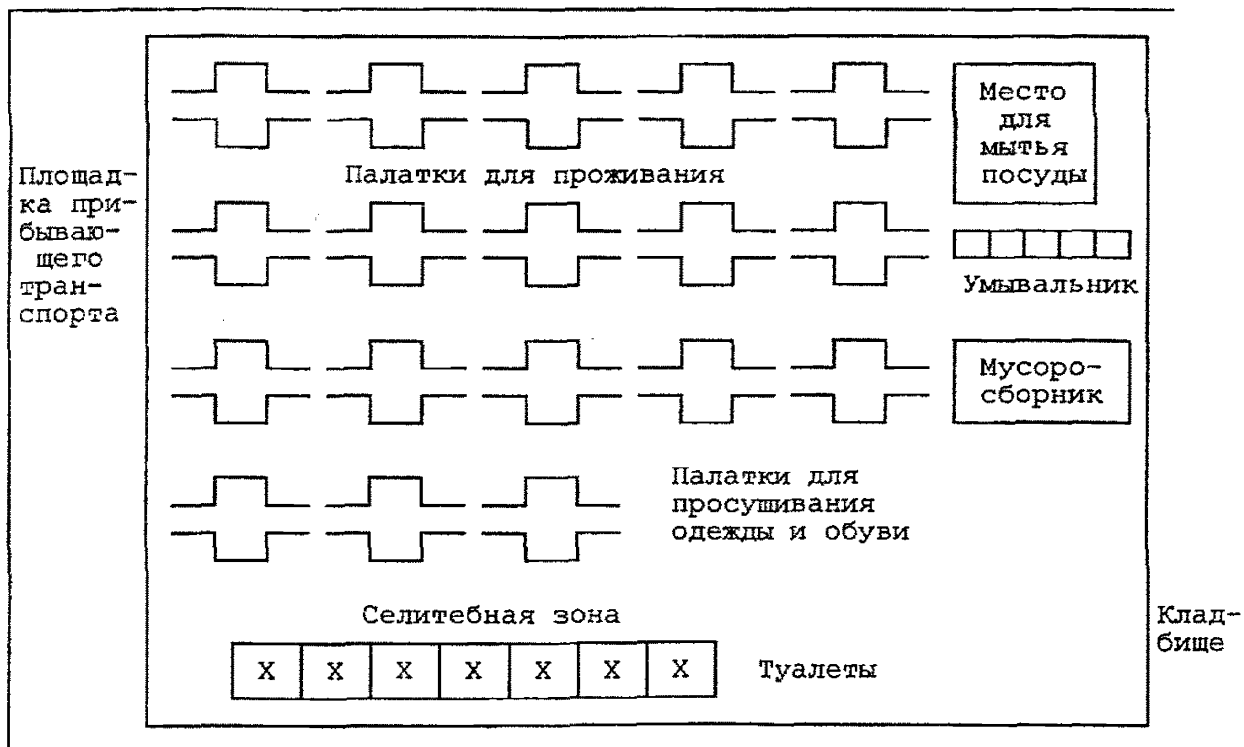 Место
для
мытья
посуды
Площад-
ка при-
бываю-
щего
тран-
спорта
Палатки для проживания
Умывальник
Мусоро-
сборник
Палатки для
просушивания
одежды и обуви
Селитебная зона
Клад-
бище
X X X X X X X
Туалеты